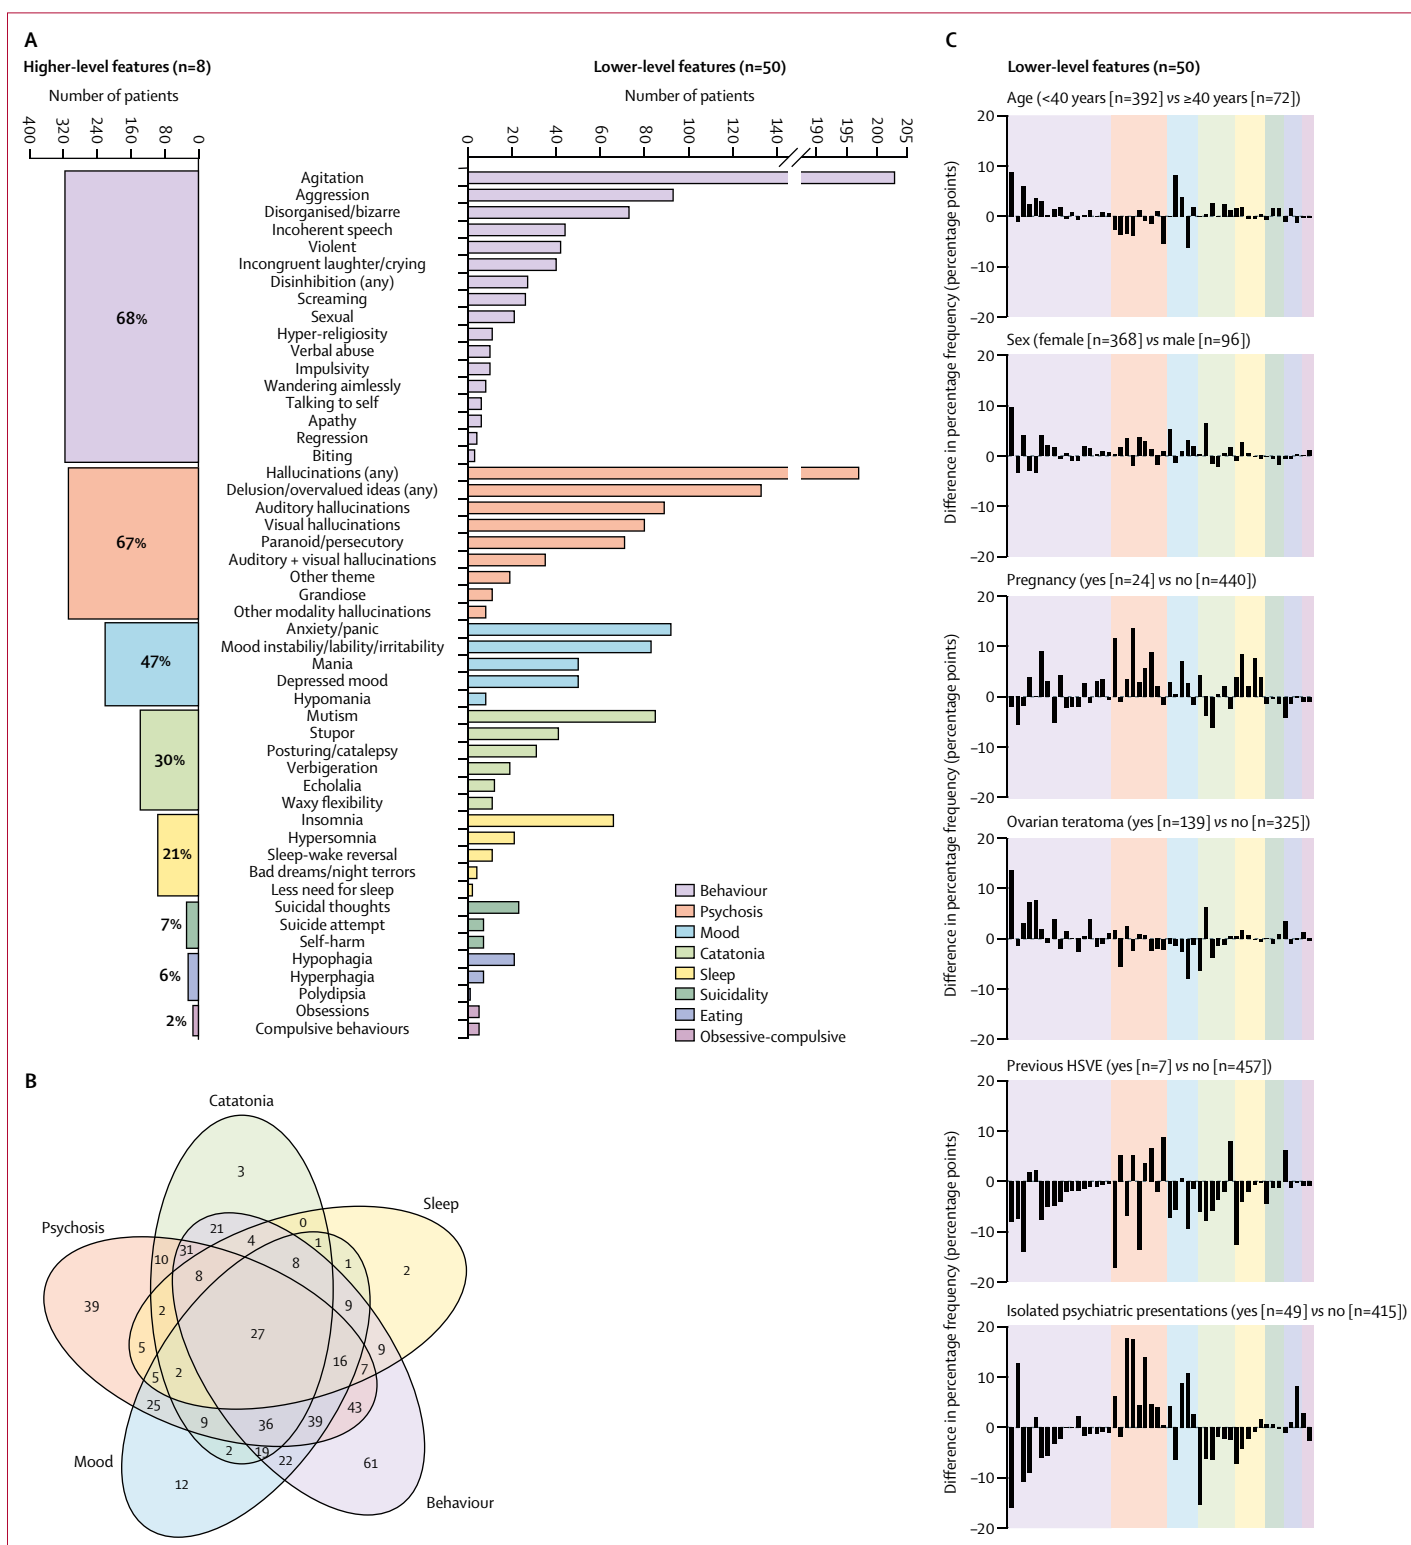 A
Higher-level features (n=8)
Number of patients
400 320 240 160 80 0
68%
67%
47%
30%
21%
7%
6%
2%
Lower-level features (n=50)
Number of patients
0 20 40 60 80 100 120 140 190 195 200 205
Agitation
Aggression
Disorganised/bizarre
Incoherent speech
Violent
Incongruent laughter/crying
Disinhibition (any)
Screaming
Sexual
Hyper-religiosity
Verbal abuse
Impulsivity
Wandering aimlessly
Talking to self
Apathy
Regression
Biting
Hallucinations (any)
Delusion/overvalued ideas (any)
Auditory hallucinations
Visual hallucinations
Paranoid/persecutory
Auditory + visual hallucinations
Other theme
Grandiose
Other modality hallucinations
Anxiety/panic
Mood instabiliy/lability/irritability
Mania
Depressed mood
Hypomania
Mutism
Stupor
Posturing/catalepsy
Verbigeration
Echolalia
Waxy flexibility
Insomnia
Hypersomnia
Sleep-wake reversal
Bad dreams/night terrors
Less need for sleep
Suicidal thoughts
Suicide attempt
Self-harm
Hypophagia
Hyperphagia
Polydipsia
Obsessions
Compulsive behaviours
Behaviour
Psychosis
Mood
Catatonia
Sleep
Suicidality
Eating
Obsessive-compulsive
B
Catatonia
3
Sleep
Psychosis
21
0
4
1
31
10
8
1
8
2
39
2
9
27
5
9
16
7
2
5
25
43
9
36
39
2
19
22
Mood
61
12
Behaviour
C
Lower-level features (n=50)
Age (<40 years [n=392] vs ≥40 years [n=72])
20
10
0
–10
–20
Difference in percentage frequency (percentage points)
Sex (female [n=368] vs male [n=96])
20
10
0
–10
–20
Pregnancy (yes [n=24] vs no [n=440])
20
10
0
–10
–20
Difference in percentage frequency (percentage points)
Ovarian teratoma (yes [n=139] vs no [n=325])
20
10
0
–10
–20
Previous HSVE (yes [n=7] vs no [n=457])
20
10
0
–10
–20
Difference in percentage frequency (percentage points)
Isolated psychiatric presentations (yes [n=49] vs no [n=415])
20
10
0
–10
–20